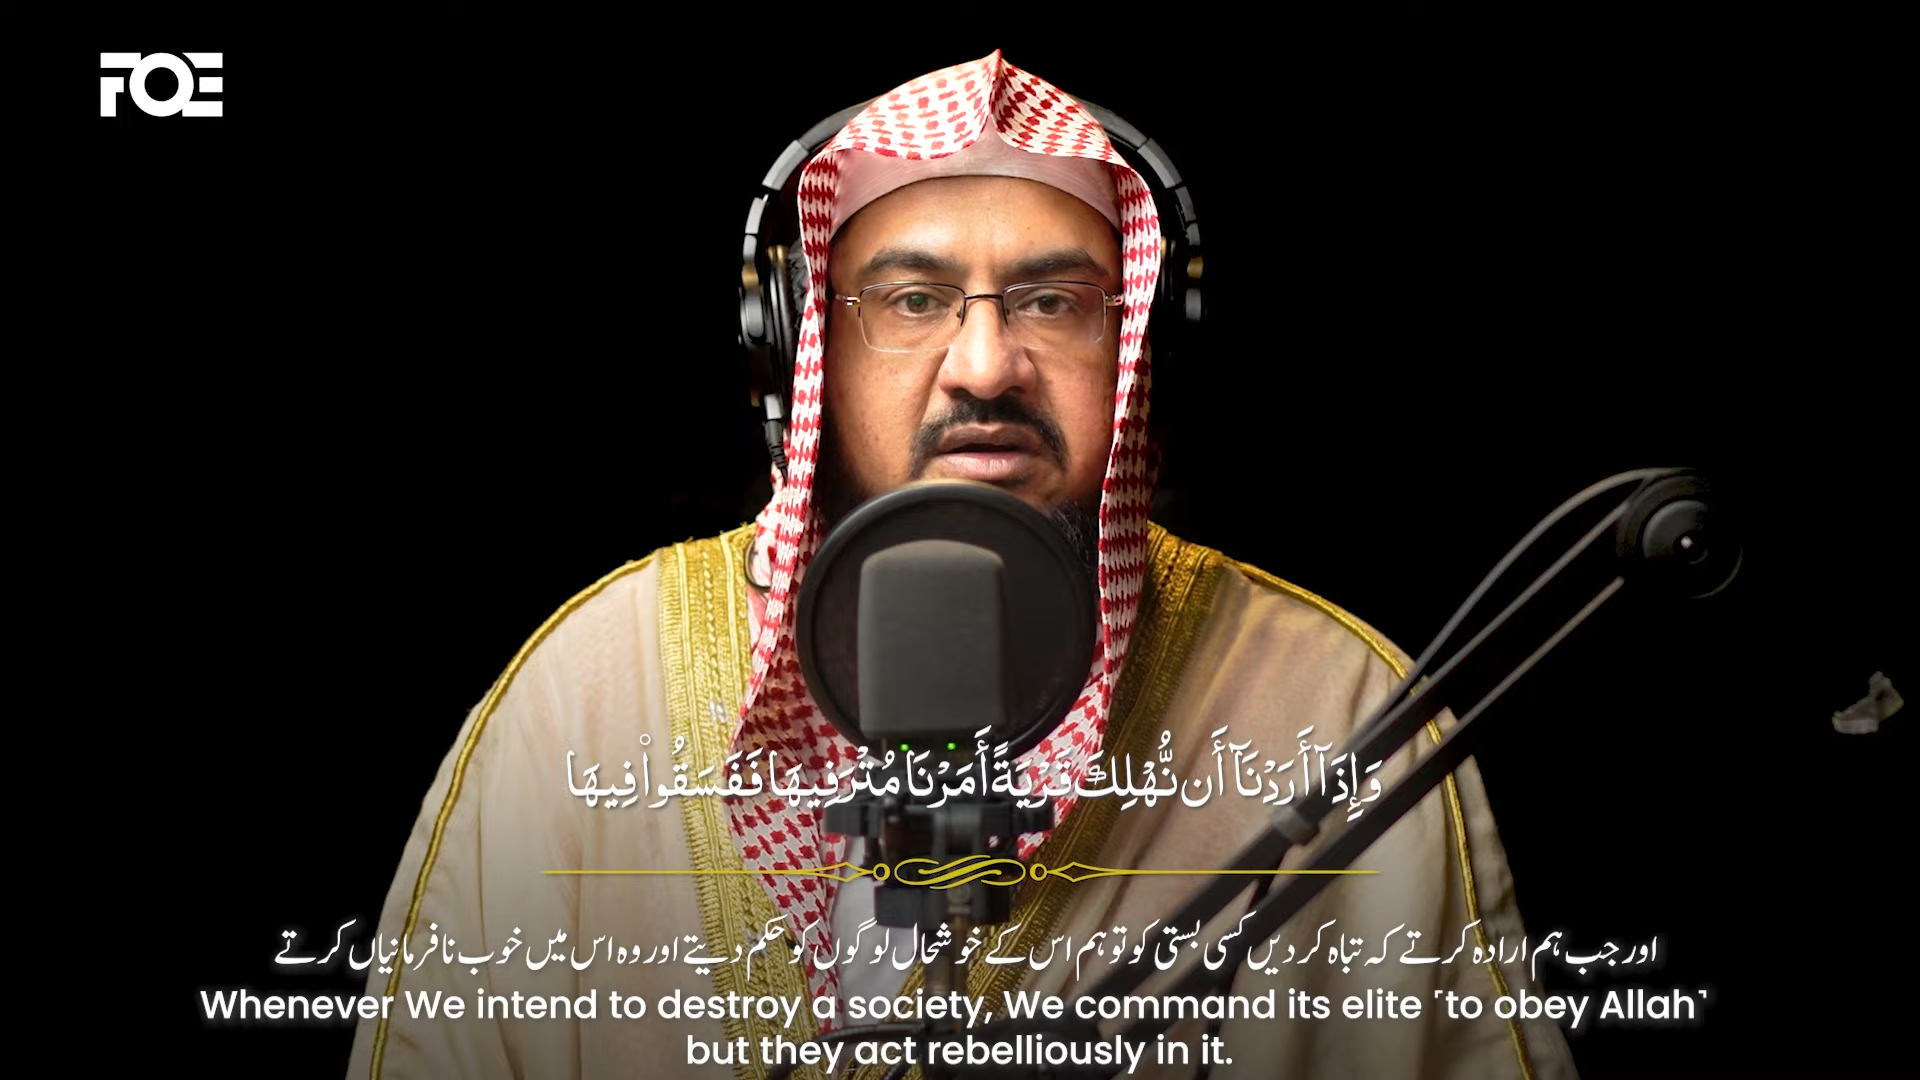 FOE
وَإِذَآ أَرَدْنَآ أَن نُّهْلِكَ قَرْيَةً أَمَرْنَا مُتْرَفِيهَا فَفَسَقُوا۟ فِيهَا
اور جب ہم ارادہ کرتے کہ تباہ کر دیں کسی بستی کو تو ہم اس کے خوشحال لوگوں کو حکم دیتے اور وہ اس میں خوب نافرمانیاں کرتے
Whenever We intend to destroy a society, We command its elite ˹to obey Allah˺
but they act rebelliously in it.